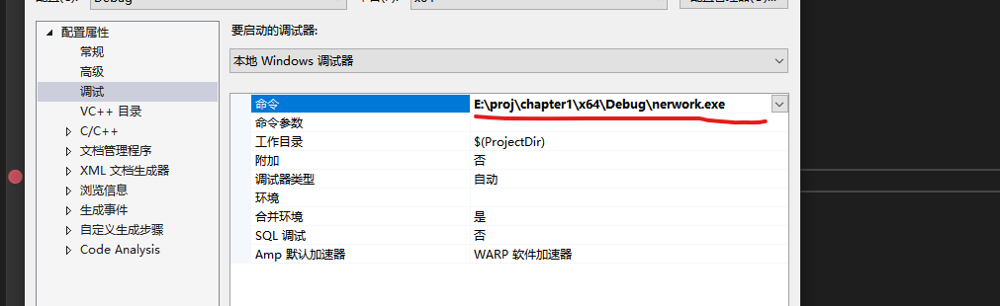 Debug
x64
配置属性
常规
高级
调试
VC++ 目录
C/C++
文档管理程序
XML 文档生成器
浏览信息
生成事件
自定义生成步骤
Code Analysis
要启动的调试器:
本地 Windows 调试器
命令 E:\proj\chapter1\x64\Debug\nerwork.exe
命令参数
工作目录 $(ProjectDir)
附加 否
调试器类型 自动
环境
合并环境 是
SQL 调试 否
Amp 默认加速器 WARP 软件加速器